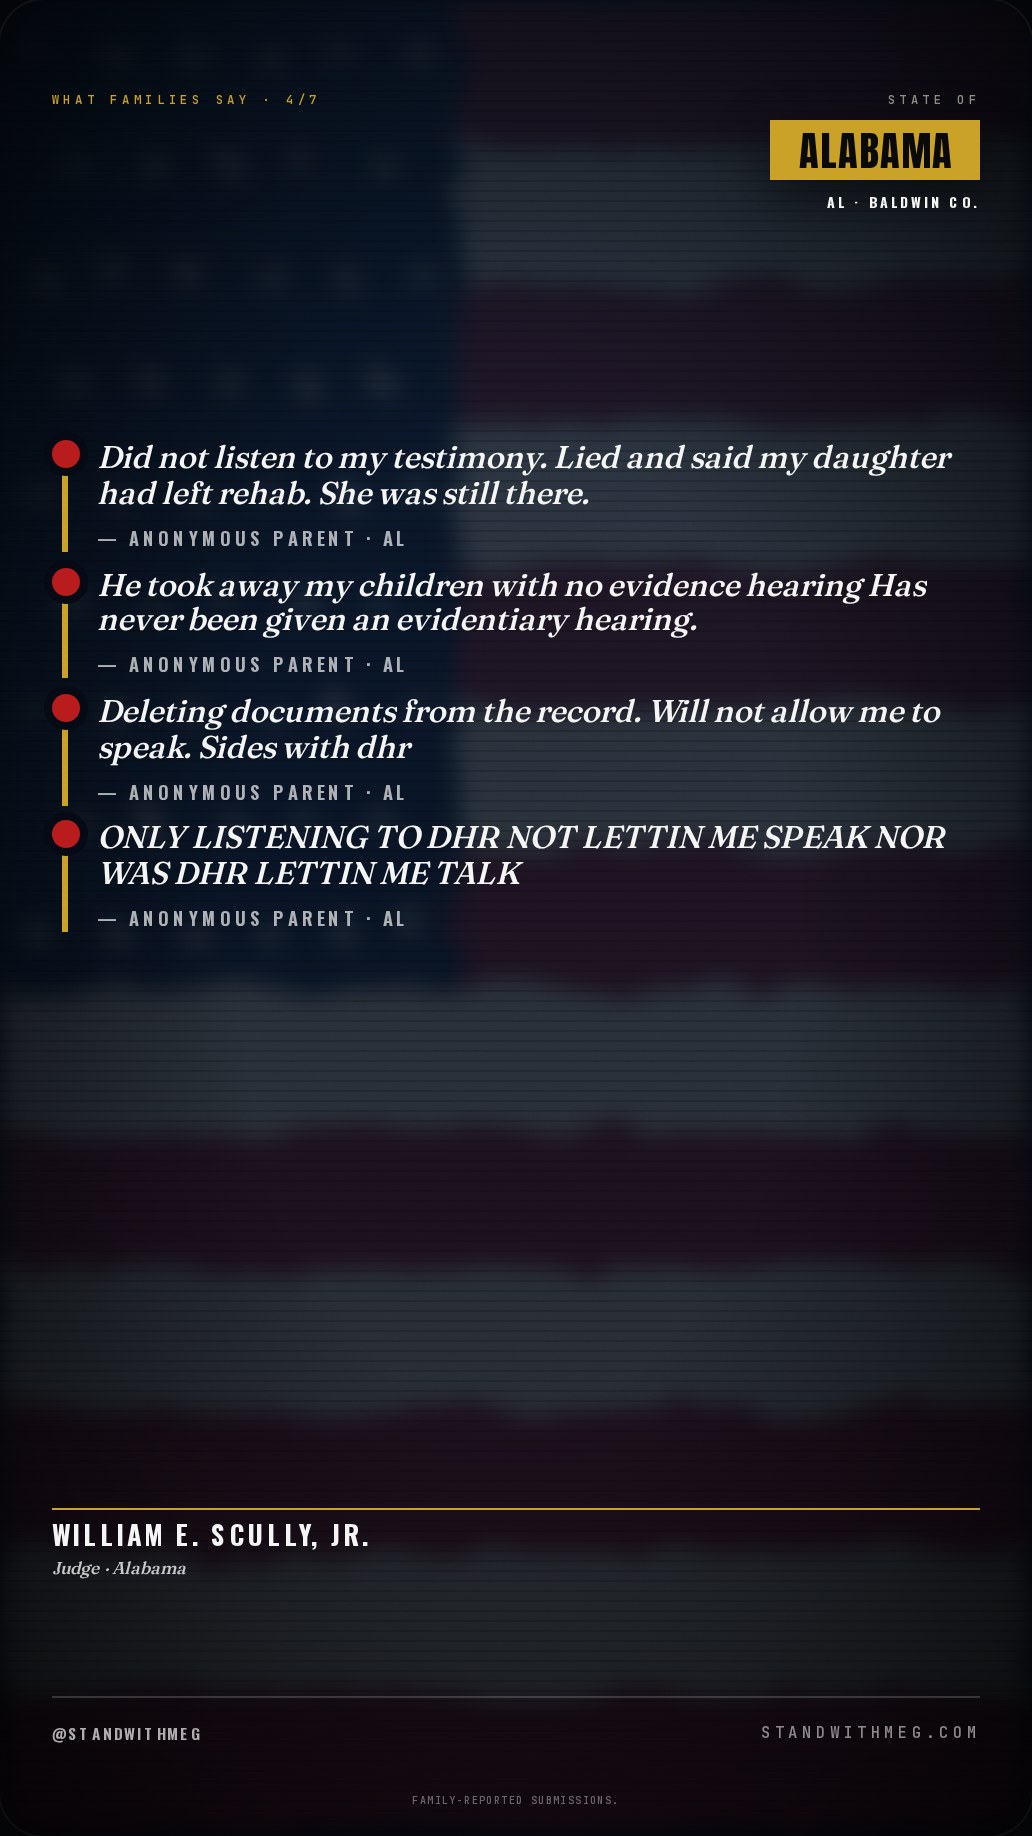 WHAT FAMILIES SAY · 4/7
STATE OF
ALABAMA
AL · BALDWIN CO.
Did not listen to my testimony. Lied and said my daughter
had left rehab. She was still there.
— ANONYMOUS PARENT · AL
He took away my children with no evidence hearing Has
never been given an evidentiary hearing.
— ANONYMOUS PARENT · AL
Deleting documents from the record. Will not allow me to
speak. Sides with dhr
— ANONYMOUS PARENT · AL
ONLY LISTENING TO DHR NOT LETTIN ME SPEAK NOR
WAS DHR LETTIN ME TALK
— ANONYMOUS PARENT · AL
WILLIAM E. SCULLY, JR.
Judge · Alabama
@STANDWITHMEG
STANDWITHMEG.COM
FAMILY-REPORTED SUBMISSIONS.